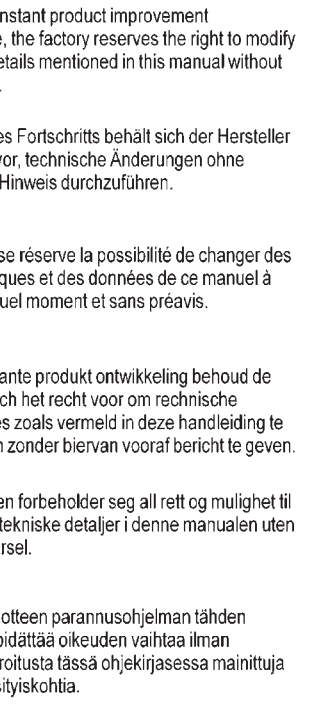 nstant product improvement
e, the factory reserves the right to modify
etails mentioned in this manual without
.
es Fortschritts behält sich der Hersteller
vor, technische Änderungen ohne
Hinweis durchzuführen.
se réserve la possibilité de changer des
ques et des données de ce manuel à
uel moment et sans préavis.
ante produkt ontwikkeling behoud de
ch het recht voor om rechnische
es zoals vermeld in deze handleiding te
n zonder biervan vooraf bericht te geven.
en forbeholder seg all rett og mulighet til
tekniske detaljer i denne manualen uten
rsel.
otteen parannusohjelman tähden
pidättää oikeuden vaihtaa ilman
roitusta tässä ohjekirjasessa mainittuja
sityiskohtia.